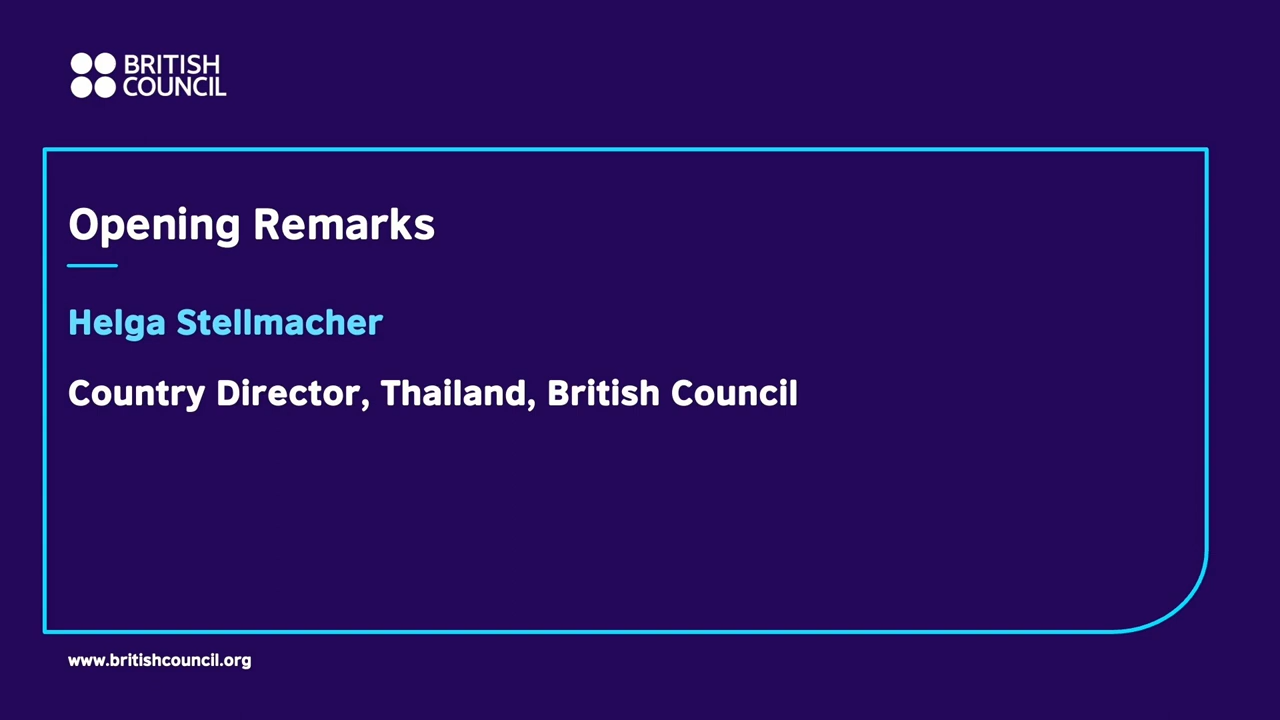 BRITISH
COUNCIL
Opening Remarks
Helga Stellmacher
Country Director, Thailand, British Council
www.britishcouncil.org